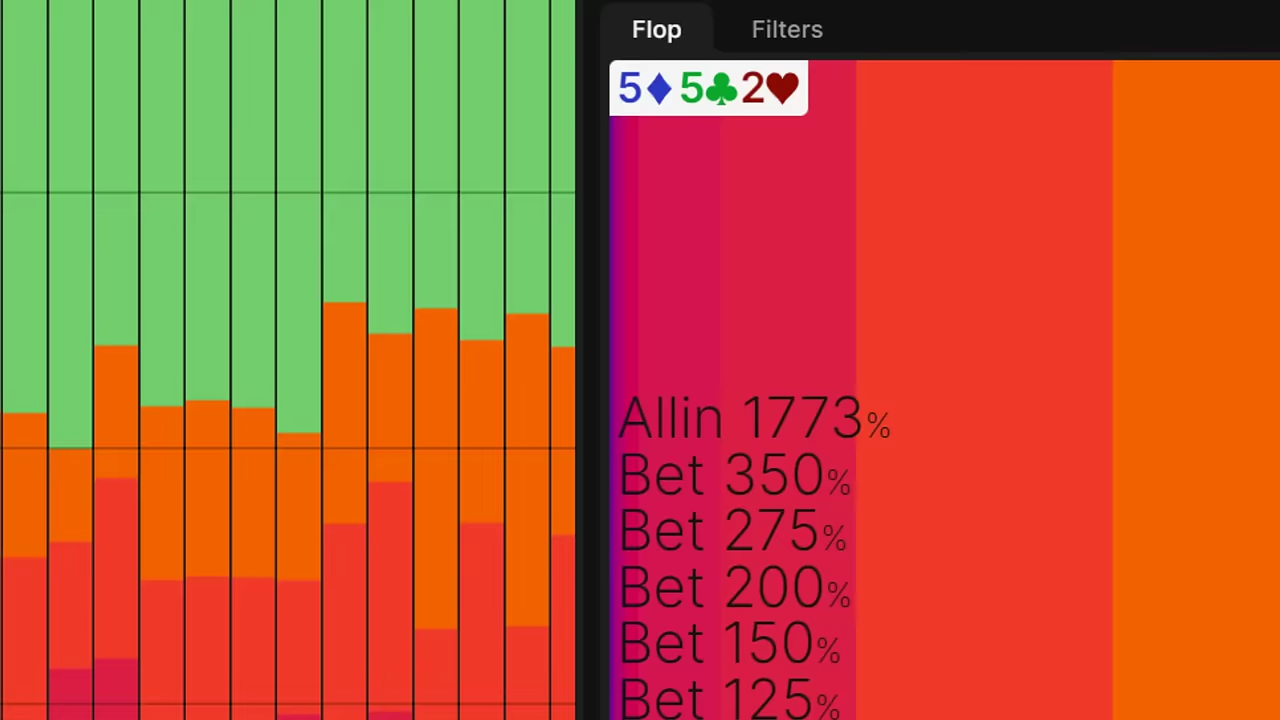 Flop Filters
5♦ 5♣ 2♥
Allin 1773%
Bet 350%
Bet 275%
Bet 200%
Bet 150%
Bet 125%